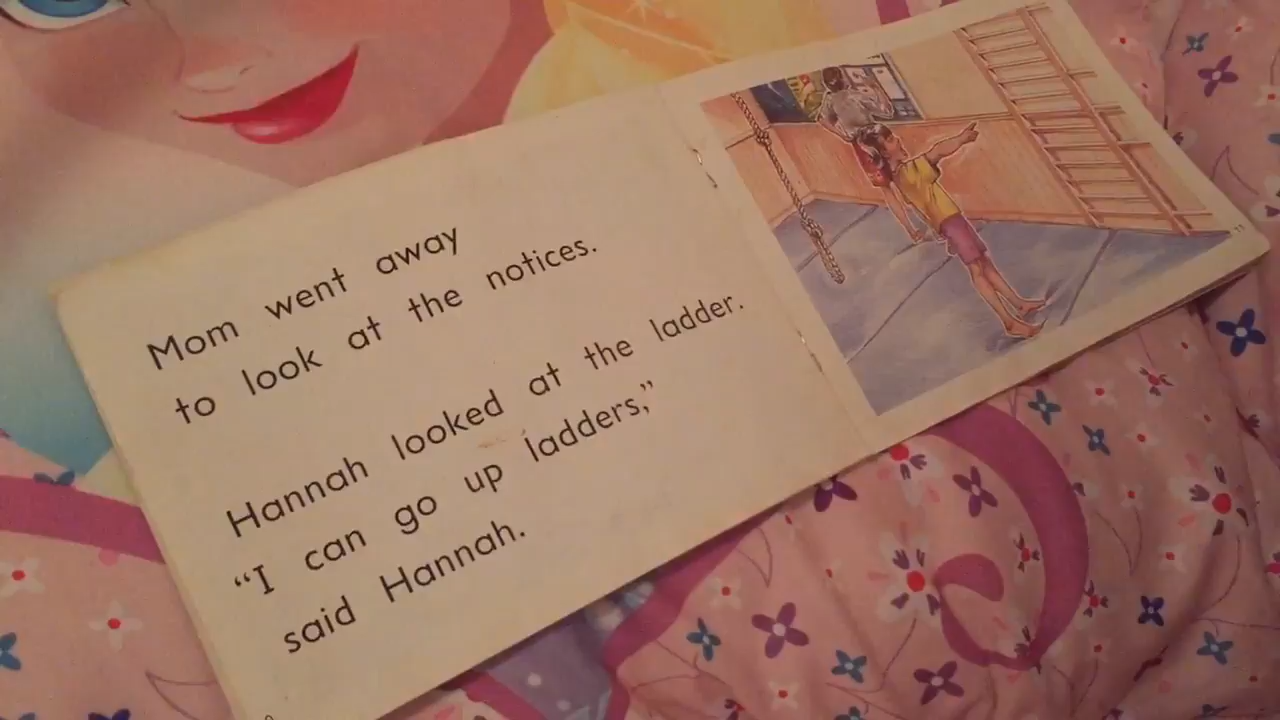 Mom went away
to look at the notices.
Hannah looked at the ladder.
“I can go up ladders,”
said Hannah.